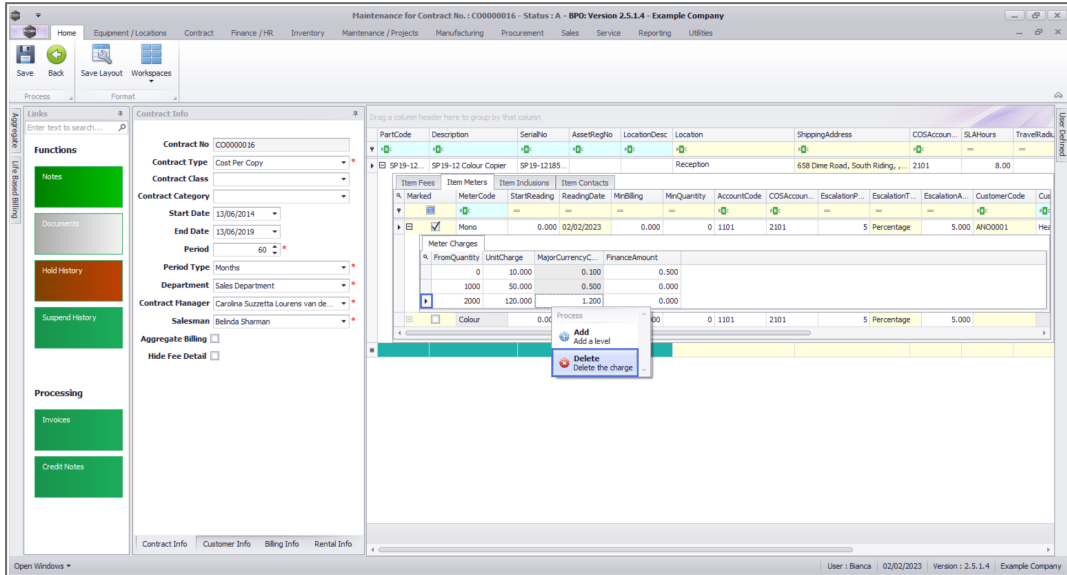 Maintenance for Contract No. : CO0000016 - Status : A - BPO: Version 2.5.1.4 - Example Company
Home Equipment / Locations Contract Finance / HR Inventory Maintenance / Projects Manufacturing Procurement Sales Service Reporting Utilities
Save Back Save Layout Workspaces
Process Format
Aggregate
Life Based Billing
Links
Enter text to search...
Functions
Notes
Documents
Hold History
Suspend History
Processing
Invoices
Credit Notes
Contract Info
Contract No CO0000016
Contract Type Cost Per Copy *
Contract Class
Contract Category
Start Date 13/06/2014
End Date 13/06/2019
Period 60 *
Period Type Months *
Department Sales Department *
Contract Manager Carolina Suzzetta Lourens van de... *
Salesman Belinda Sharman *
Aggregate Billing
Hide Fee Detail
Contract Info Customer Info Billing Info Rental Info
Drag a column header here to group by that column
PartCode Description SerialNo AssetRegNo LocationDesc Location ShippingAddress COSAccoun... SLAHours TravelRadiu
SP19-12... SP19-12 Colour Copier SP19-12185... Reception 658 Dime Road, South Riding, ,... 2101 8.00
Item Fees Item Meters Item Inclusions Item Contacts
Marked MeterCode StartReading ReadingDate MinBilling MinQuantity AccountCode COSAccoun... EscalationP... EscalationT... EscalationA... CustomerCode Cus
Mono 0.000 02/02/2023 0.000 0 1101 2101 5 Percentage 5.000 ANO0001 Hea
Meter Charges
FromQuantity UnitCharge MajorCurrencyC... FinanceAmount
0 10.000 0.100 0.500
1000 50.000 0.500 0.000
2000 120.000 1.200 0.000
Colour 0.00 00 0 1101 2101 5 Percentage 5.000
Process
Add
Add a level
Delete
Delete the charge
User Defined
Open Windows
User : Bianca 02/02/2023 Version : 2.5.1.4 Example Company